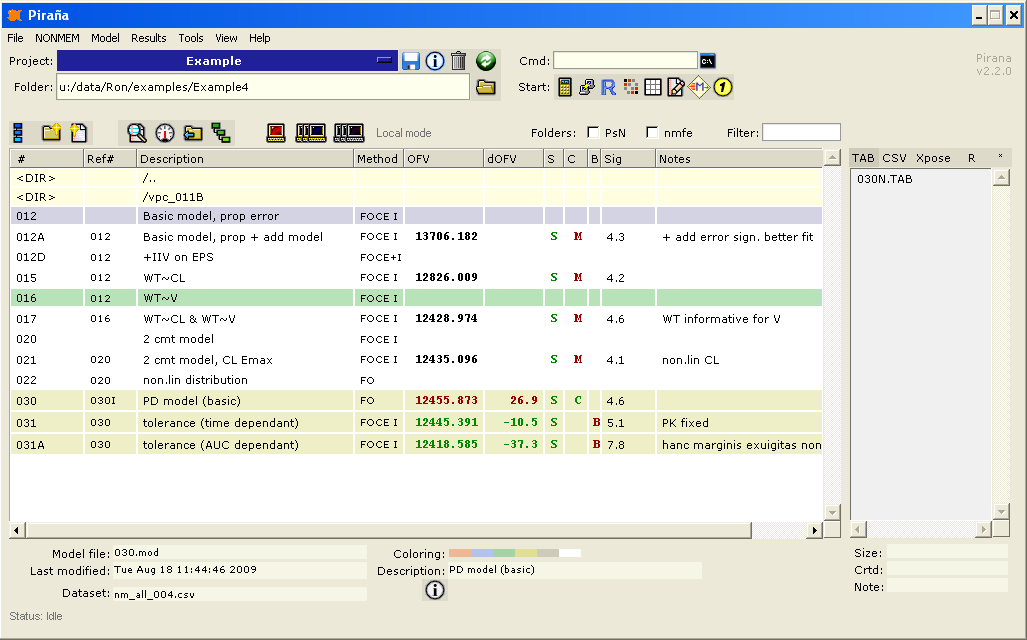 Piraña
File NONMEM Model Results Tools View Help
Project: Example Cmd: C:\ Pirana
v2.2.0
Folder: u:/data/Ron/examples/Example4 Start: R M 1
Local mode Folders: PsN nmfe Filter:
# Ref# Description Method OFV dOFV S C B Sig Notes
<DIR> /..
<DIR> /vpc_011B
012 Basic model, prop error FOCE I
012A 012 Basic model, prop + add model FOCE I 13706.182 S M 4.3 + add error sign. better fit
012D 012 +IIV on EPS FOCE+I
015 012 WT~CL FOCE I 12826.009 S M 4.2
016 012 WT~V FOCE I
017 016 WT~CL & WT~V FOCE I 12428.974 S M 4.6 WT informative for V
020 2 cmt model FOCE I
021 020 2 cmt model, CL Emax FOCE I 12435.096 S M 4.1 non.lin CL
022 020 non.lin distribution FO
030 030I PD model (basic) FO 12455.873 26.9 S C 4.6
031 030 tolerance (time dependant) FOCE I 12445.391 -10.5 S B 5.1 PK fixed
031A 030 tolerance (AUC dependant) FOCE I 12418.585 -37.3 S B 7.8 hanc marginis exuigitas non
TAB CSV Xpose R *
030N.TAB
Model file: 030.mod Coloring:
Last modified: Tue Aug 18 11:44:46 2009 Description: PD model (basic)
Dataset: nm_all_004.csv
Size:
Crtd:
Note:
Status: Idle